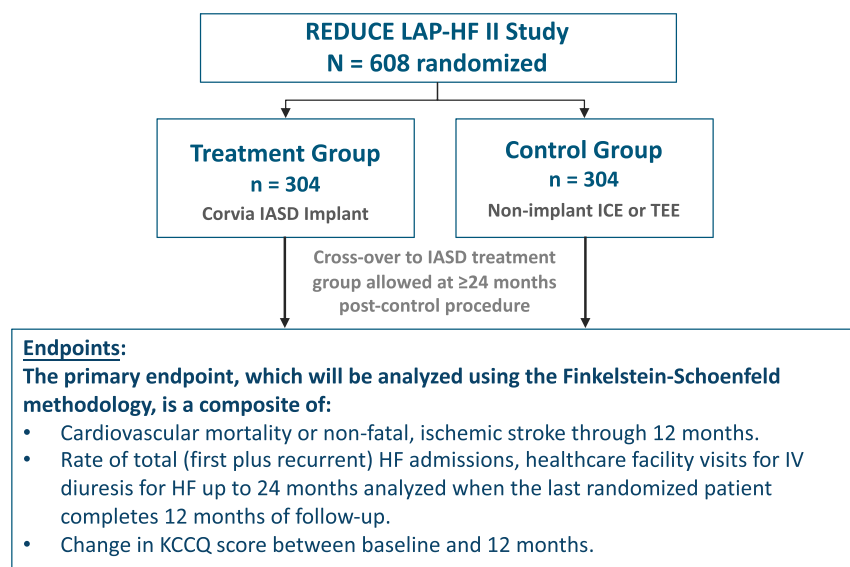 REDUCE LAP-HF II Study
N = 608 randomized
Treatment Group
n = 304
Corvia IASD Implant
Control Group
n = 304
Non-implant ICE or TEE
Cross-over to IASD treatment
group allowed at ≥24 months
post-control procedure
Endpoints:
The primary endpoint, which will be analyzed using the Finkelstein-Schoenfeld
methodology, is a composite of:
• Cardiovascular mortality or non-fatal, ischemic stroke through 12 months.
• Rate of total (first plus recurrent) HF admissions, healthcare facility visits for IV
diuresis for HF up to 24 months analyzed when the last randomized patient
completes 12 months of follow-up.
• Change in KCCQ score between baseline and 12 months.